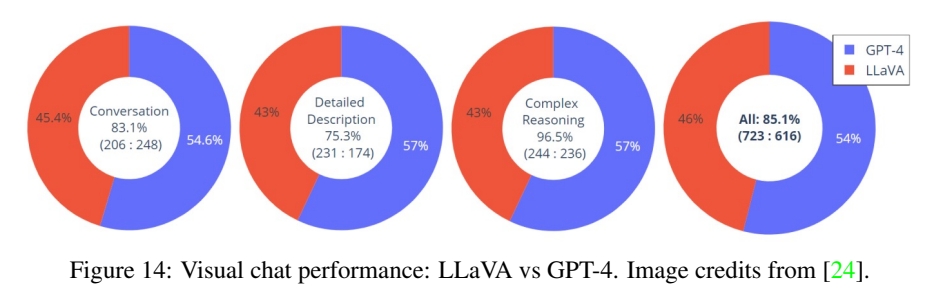 GPT-4
LLaVA
45.4%
Conversation
83.1%
(206 : 248)
54.6%
43%
Detailed
Description
75.3%
(231 : 174)
57%
43%
Complex
Reasoning
96.5%
(244 : 236)
57%
46%
All: 85.1%
(723 : 616)
54%
Figure 14: Visual chat performance: LLaVA vs GPT-4. Image credits from [24].